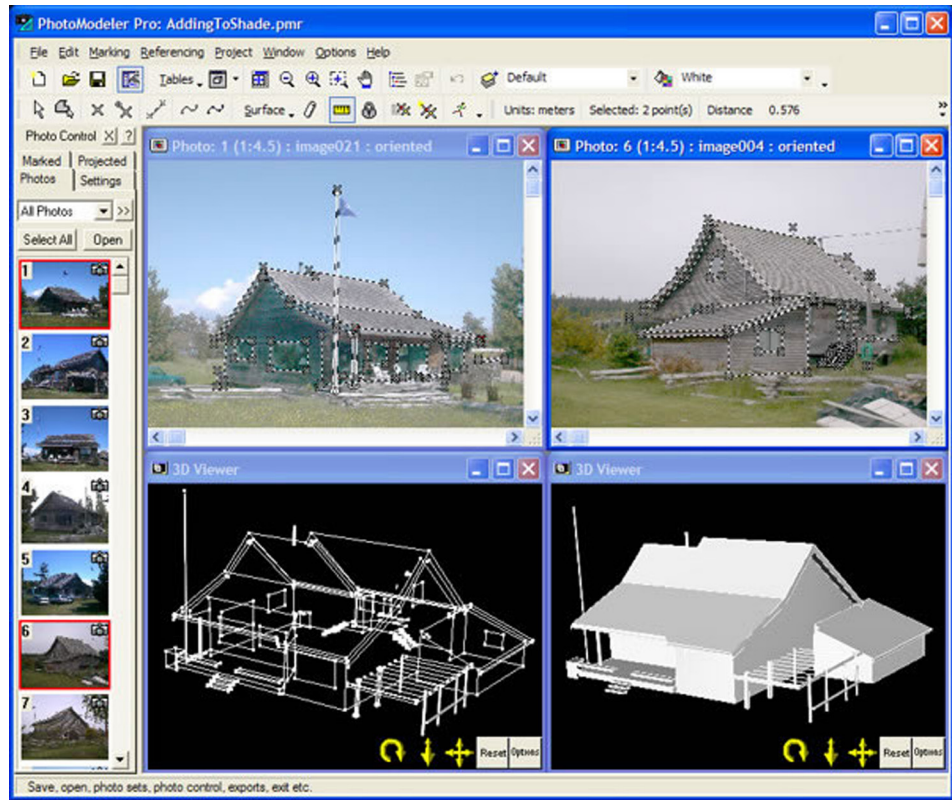 PhotoModeler Pro: AddingToShade.pmr
File Edit Marking Referencing Project Window Options Help
Tables Default White
Surface Units: meters Selected: 2 point(s) Distance 0.576
Photo Control X ?
Marked Projected
Photos Settings
All Photos >>
Select All Open
1
2
3
4
5
6
7
Photo: 1 (1:4.5) : image021 : oriented
Photo: 6 (1:4.5) : image004 : oriented
3D Viewer
Reset Options
3D Viewer
Reset Options
Save, open, photo sets, photo control, exports, exit etc.